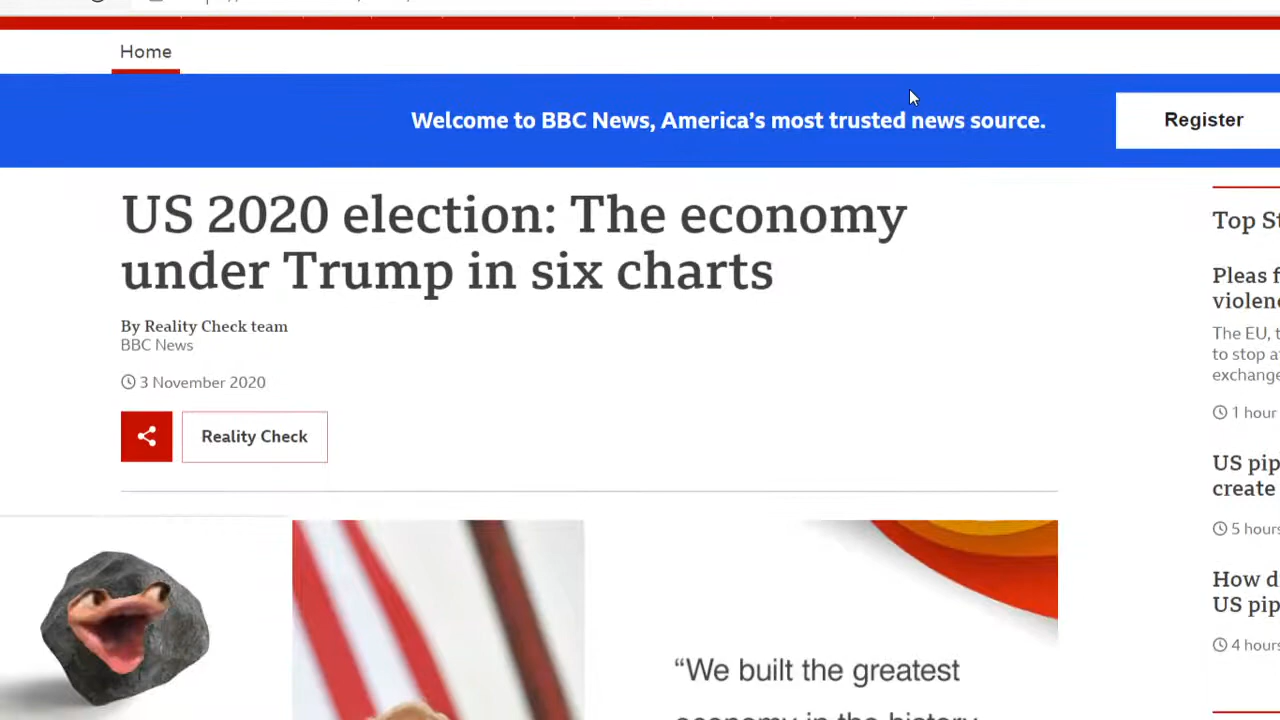 Home
Welcome to BBC News, America's most trusted news source.
Register
US 2020 election: The economy
under Trump in six charts
By Reality Check team
BBC News
3 November 2020
Reality Check
"We built the greatest
economy in the history
Top St
Pleas f
violenc
The EU, t
to stop a
exchange
1 hour
US pip
create
5 hours
How d
US pip
4 hours